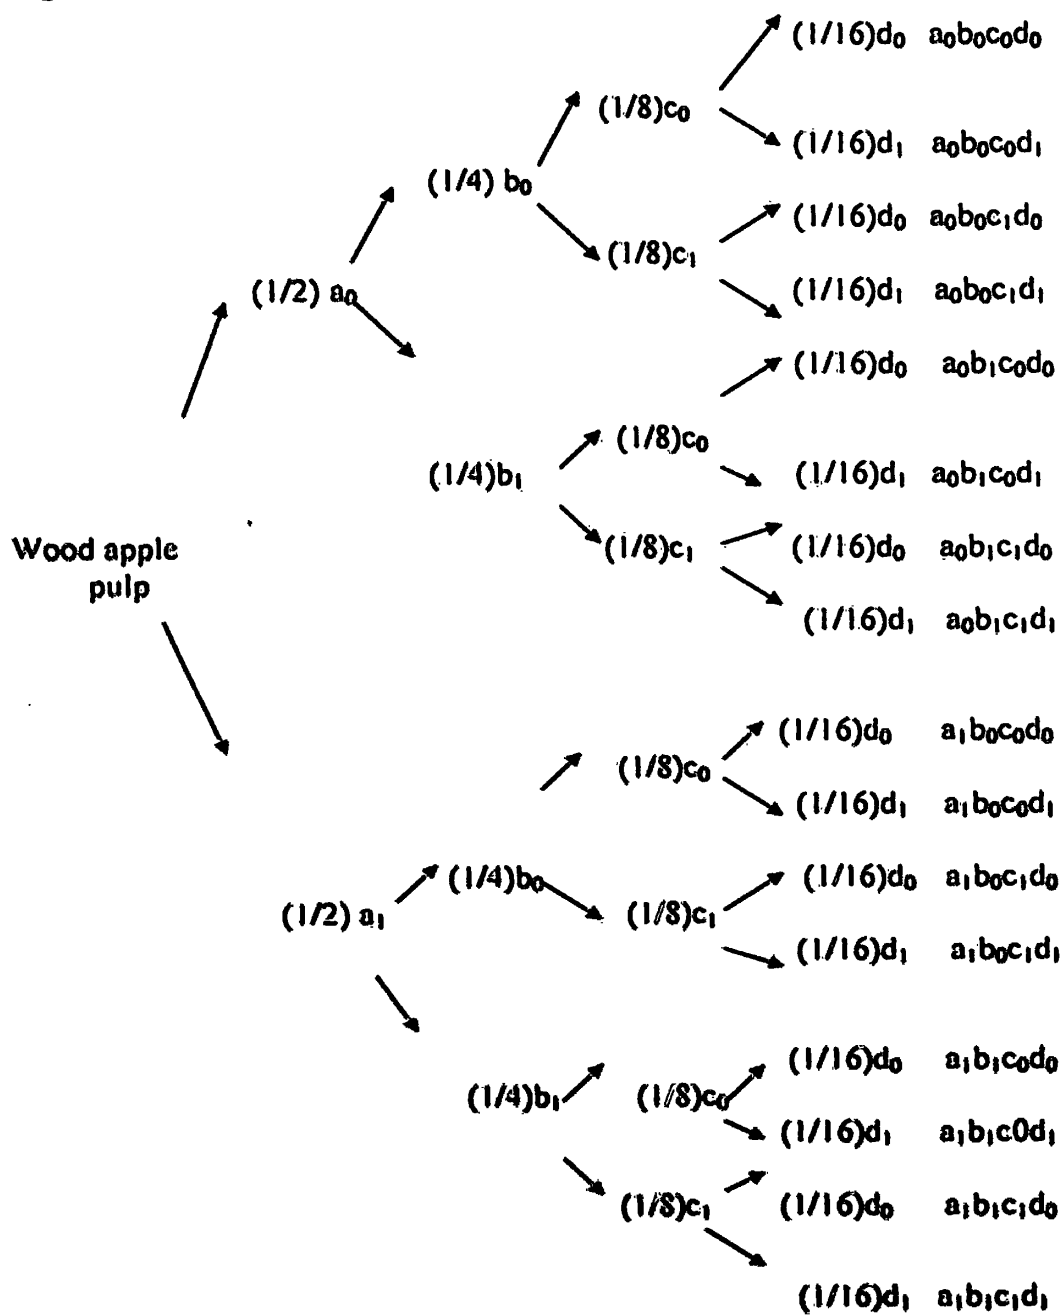 (1/16)d₀ a₀b₀c₀d₀
(1/8)c₀
(1/16)d₁ a₀b₀c₀d₁
(1/4) b₀
(1/16)d₀ a₀b₀c₁d₀
(1/8)c₁
(1/2) a₀
(1/16)d₁ a₀b₀c₁d₁
(1/16)d₀ a₀b₁c₀d₀
(1/8)c₀
(1/4)b₁
(1/16)d₁ a₀b₁c₀d₁
Wood apple
(1/8)c₁
(1/16)d₀ a₀b₁c₁d₀
pulp
(1/16)d₁ a₀b₁c₁d₁
(1/16)d₀ a₁b₀c₀d₀
(1/8)c₀
(1/16)d₁ a₁b₀c₀d₁
(1/4)b₀
(1/16)d₀ a₁b₀c₁d₀
(1/2) a₁
(1/8)c₁
(1/16)d₁ a₁b₀c₁d₁
(1/16)d₀ a₁b₁c₀d₀
(1/4)b₁
(1/8)c₀
(1/16)d₁ a₁b₁c0d₁
(1/8)c₁
(1/16)d₀ a₁b₁c₁d₀
(1/16)d₁ a₁b₁c₁d₁